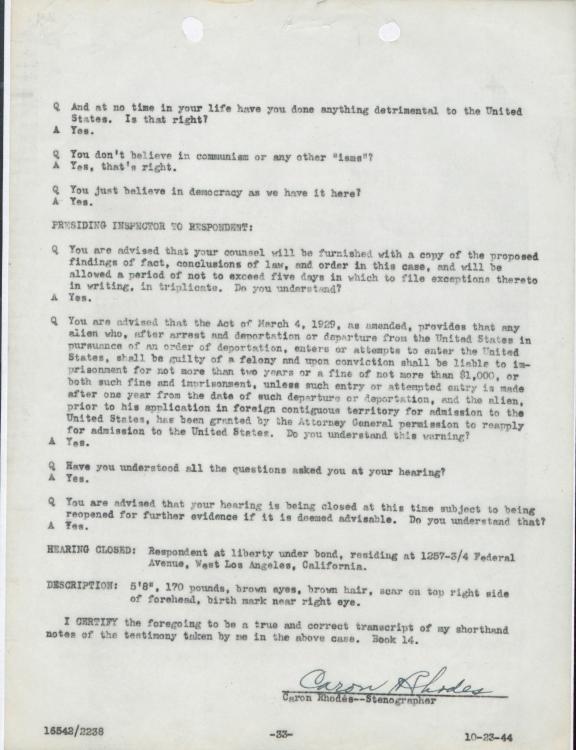 Q And at no time in your life have you done anything detrimental to the United
States. Is that right?
A Yes.
Q You don't believe in communism or any other "isms"?
A Yes, that's right.
Q You just believe in democracy as we have it here?
A Yes.
PRESIDING INSPECTOR TO RESPONDENT:
Q You are advised that your counsel will be furnished with a copy of the proposed
findings of fact, conclusions of law, and order in this case, and will be
allowed a period of not to exceed five days in which to file exceptions thereto
in writing, in triplicate. Do you understand?
A Yes.
Q You are advised that the Act of March 4, 1929, as amended, provides that any
alien who, after arrest and deportation or departure from the United States in
pursuance of an order of deportation, enters or attempts to enter the United
States, shall be guilty of a felony and upon conviction shall be liable to im-
prisonment for not more than two years or a fine of not more than $1,000, or
both such fine and imprisonment, unless such entry or attempted entry is made
after one year from the date of such departure or deportation, and the alien,
prior to his application in foreign contiguous territory for admission to the
United States, has been granted by the Attorney General permission to reapply
for admission to the United States. Do you understand this warning?
A Yes.
Q Have you understood all the questions asked you at your hearing?
A Yes.
Q You are advised that your hearing is being closed at this time subject to being
reopened for further evidence if it is deemed advisable. Do you understand that?
A Yes.
HEARING CLOSED: Respondent at liberty under bond, residing at 1257-3/4 Federal
Avenue, West Los Angeles, California.
DESCRIPTION: 5'8", 170 pounds, brown eyes, brown hair, scar on top right side
of forehead, birth mark near right eye.
I CERTIFY the foregoing to be a true and correct transcript of my shorthand
notes of the testimony taken by me in the above case. Book 14.
Caron Rhodes
Caron Rhodes--Stenographer
16542/2238
-33-
10-23-44